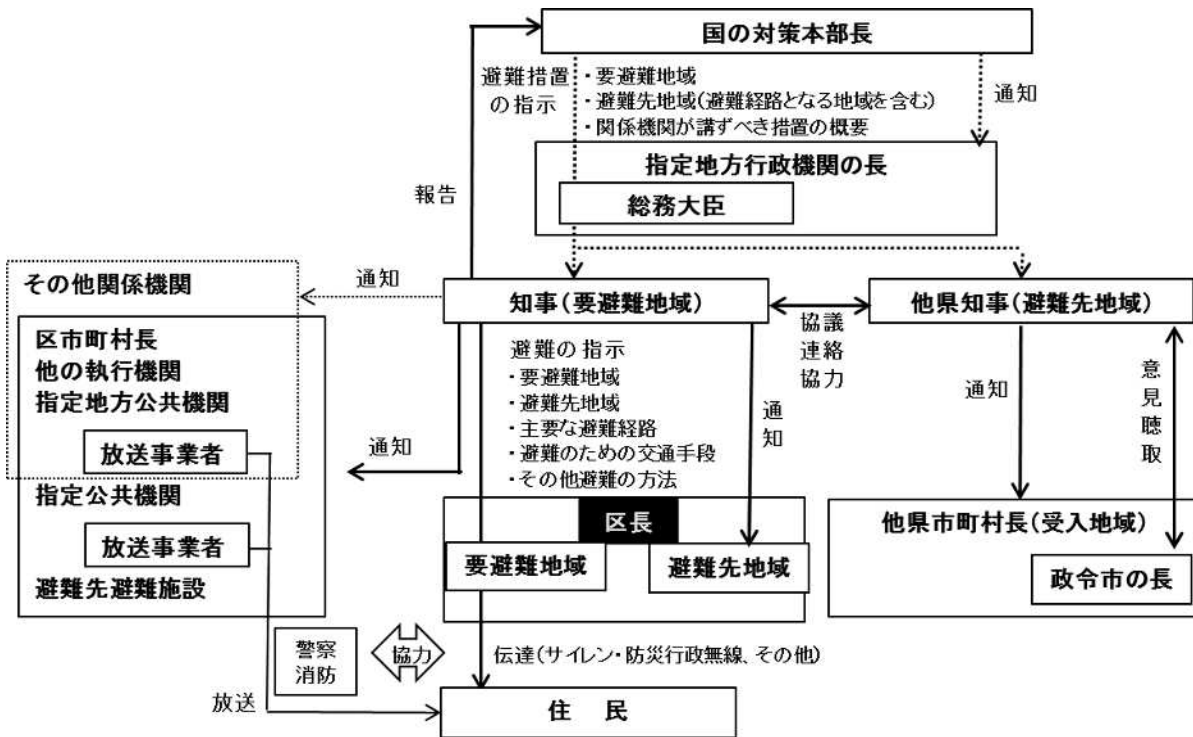 国の対策本部長
避難措置
の指示
・要避難地域
・避難先地域(避難経路となる地域を含む)
・関係機関が講ずべき措置の概要
通知
指定地方行政機関の長
総務大臣
報告
その他関係機関
通知
知事(要避難地域)
協議
連絡
協力
他県知事(避難先地域)
区市町村長
他の執行機関
指定地方公共機関
放送事業者
指定公共機関
放送事業者
避難先避難施設
通知
避難の指示
・要避難地域
・避難先地域
・主要な避難経路
・避難のための交通手段
・その他避難の方法
通知
通知
意見聴取
区長
要避難地域
避難先地域
他県市町村長(受入地域)
政令市の長
警察
消防
協力
伝達(サイレン・防災行政無線、その他)
放送
住 民